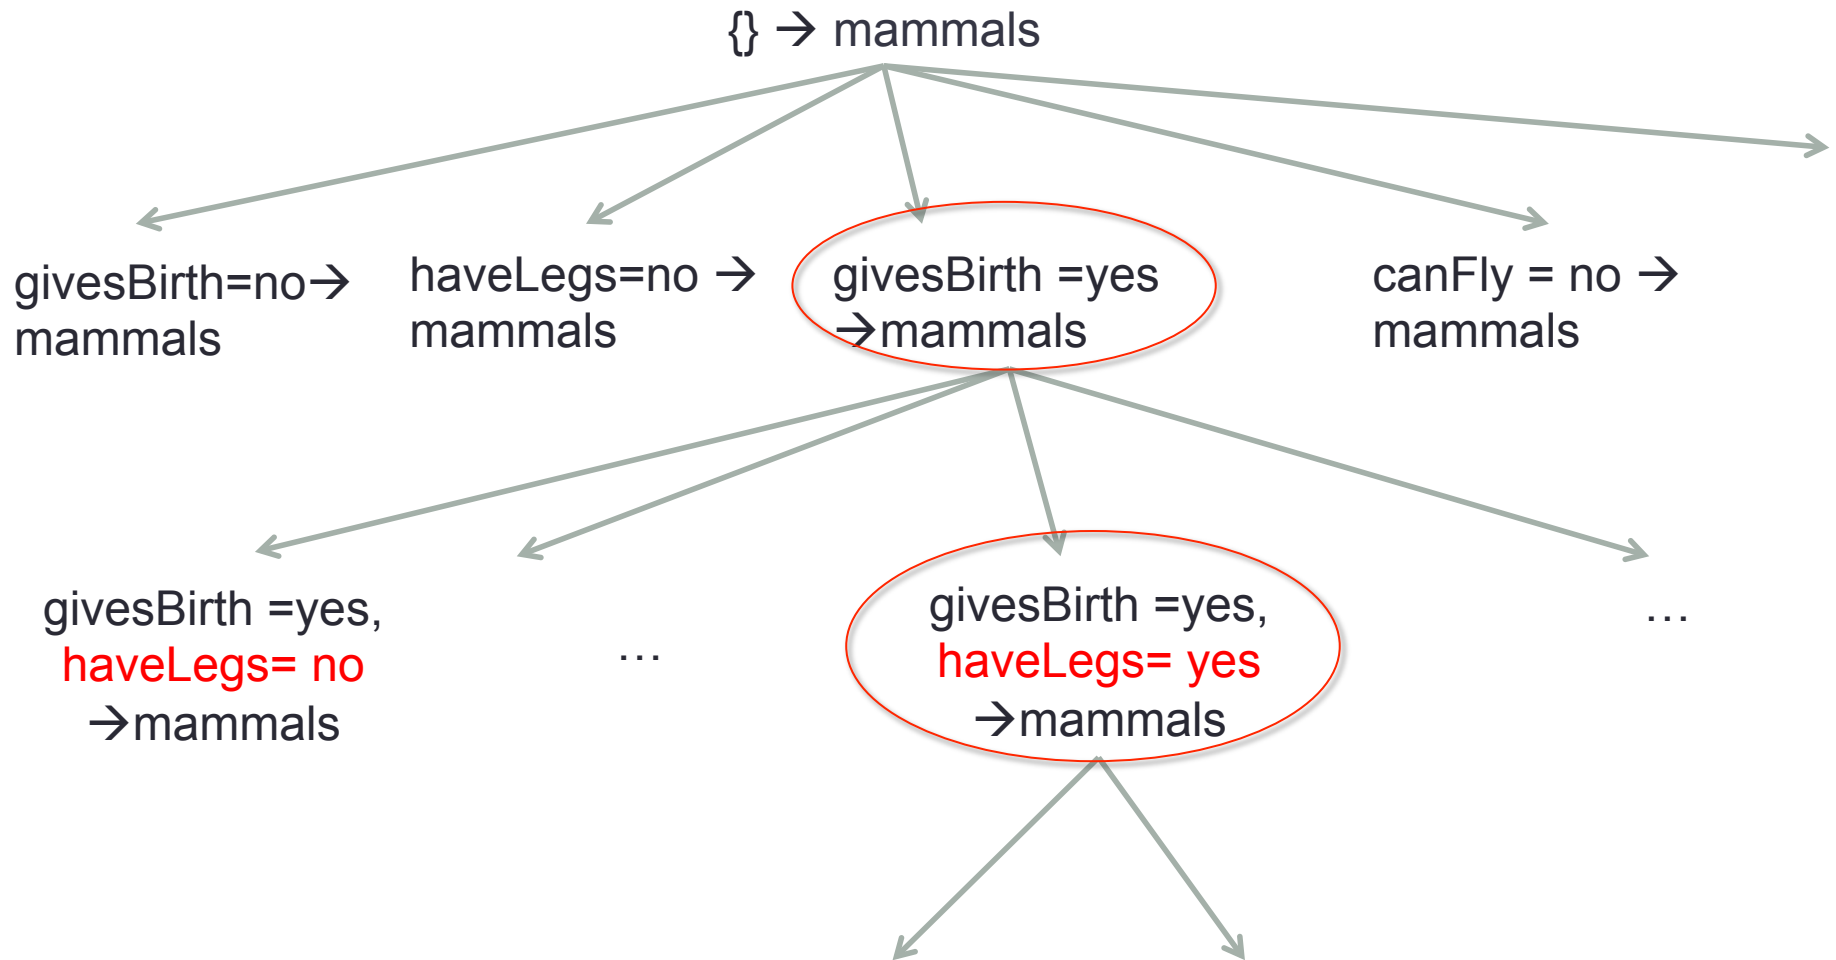 {} → mammals
givesBirth=no→
mammals
haveLegs=no →
mammals
givesBirth =yes
→mammals
canFly = no →
mammals
givesBirth =yes,
haveLegs= no
→mammals
...
givesBirth =yes,
haveLegs= yes
→mammals
...